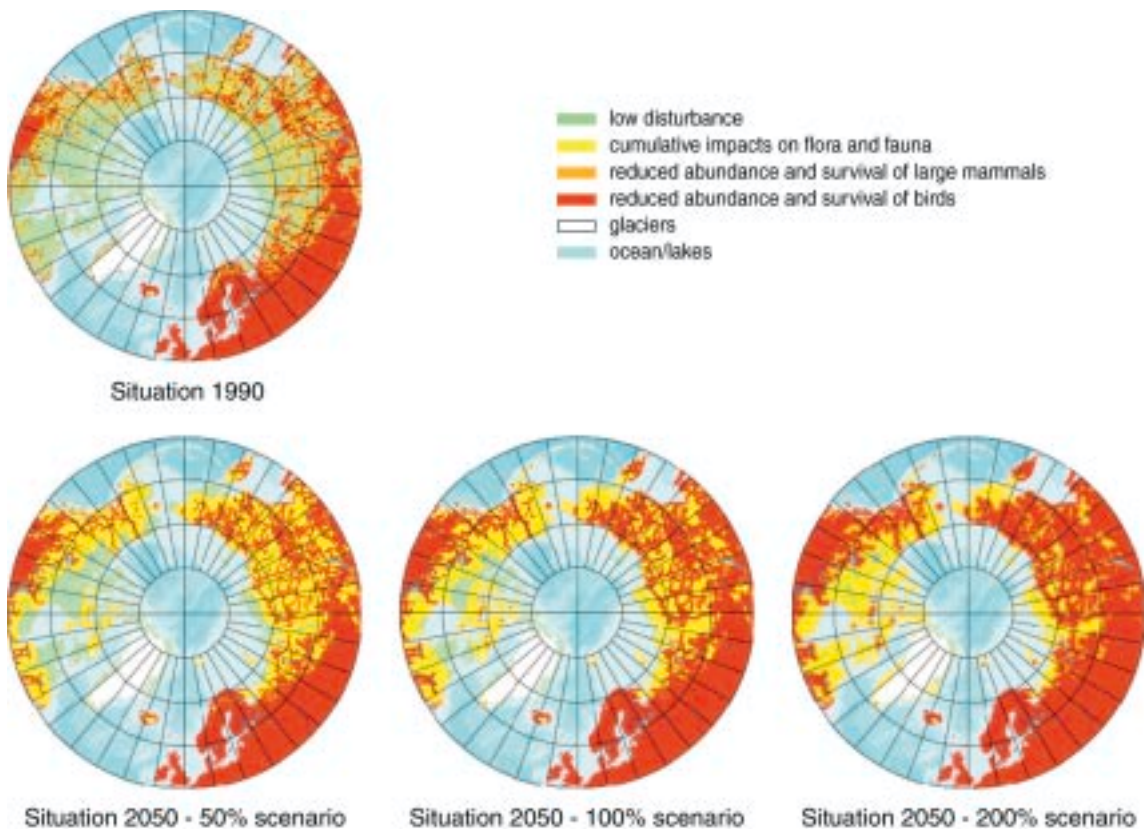 low disturbance
cumulative impacts on flora and fauna
reduced abundance and survival of large mammals
reduced abundance and survival of birds
glaciers
ocean/lakes
Situation 1990
Situation 2050 - 50% scenario
Situation 2050 - 100% scenario
Situation 2050 - 200% scenario